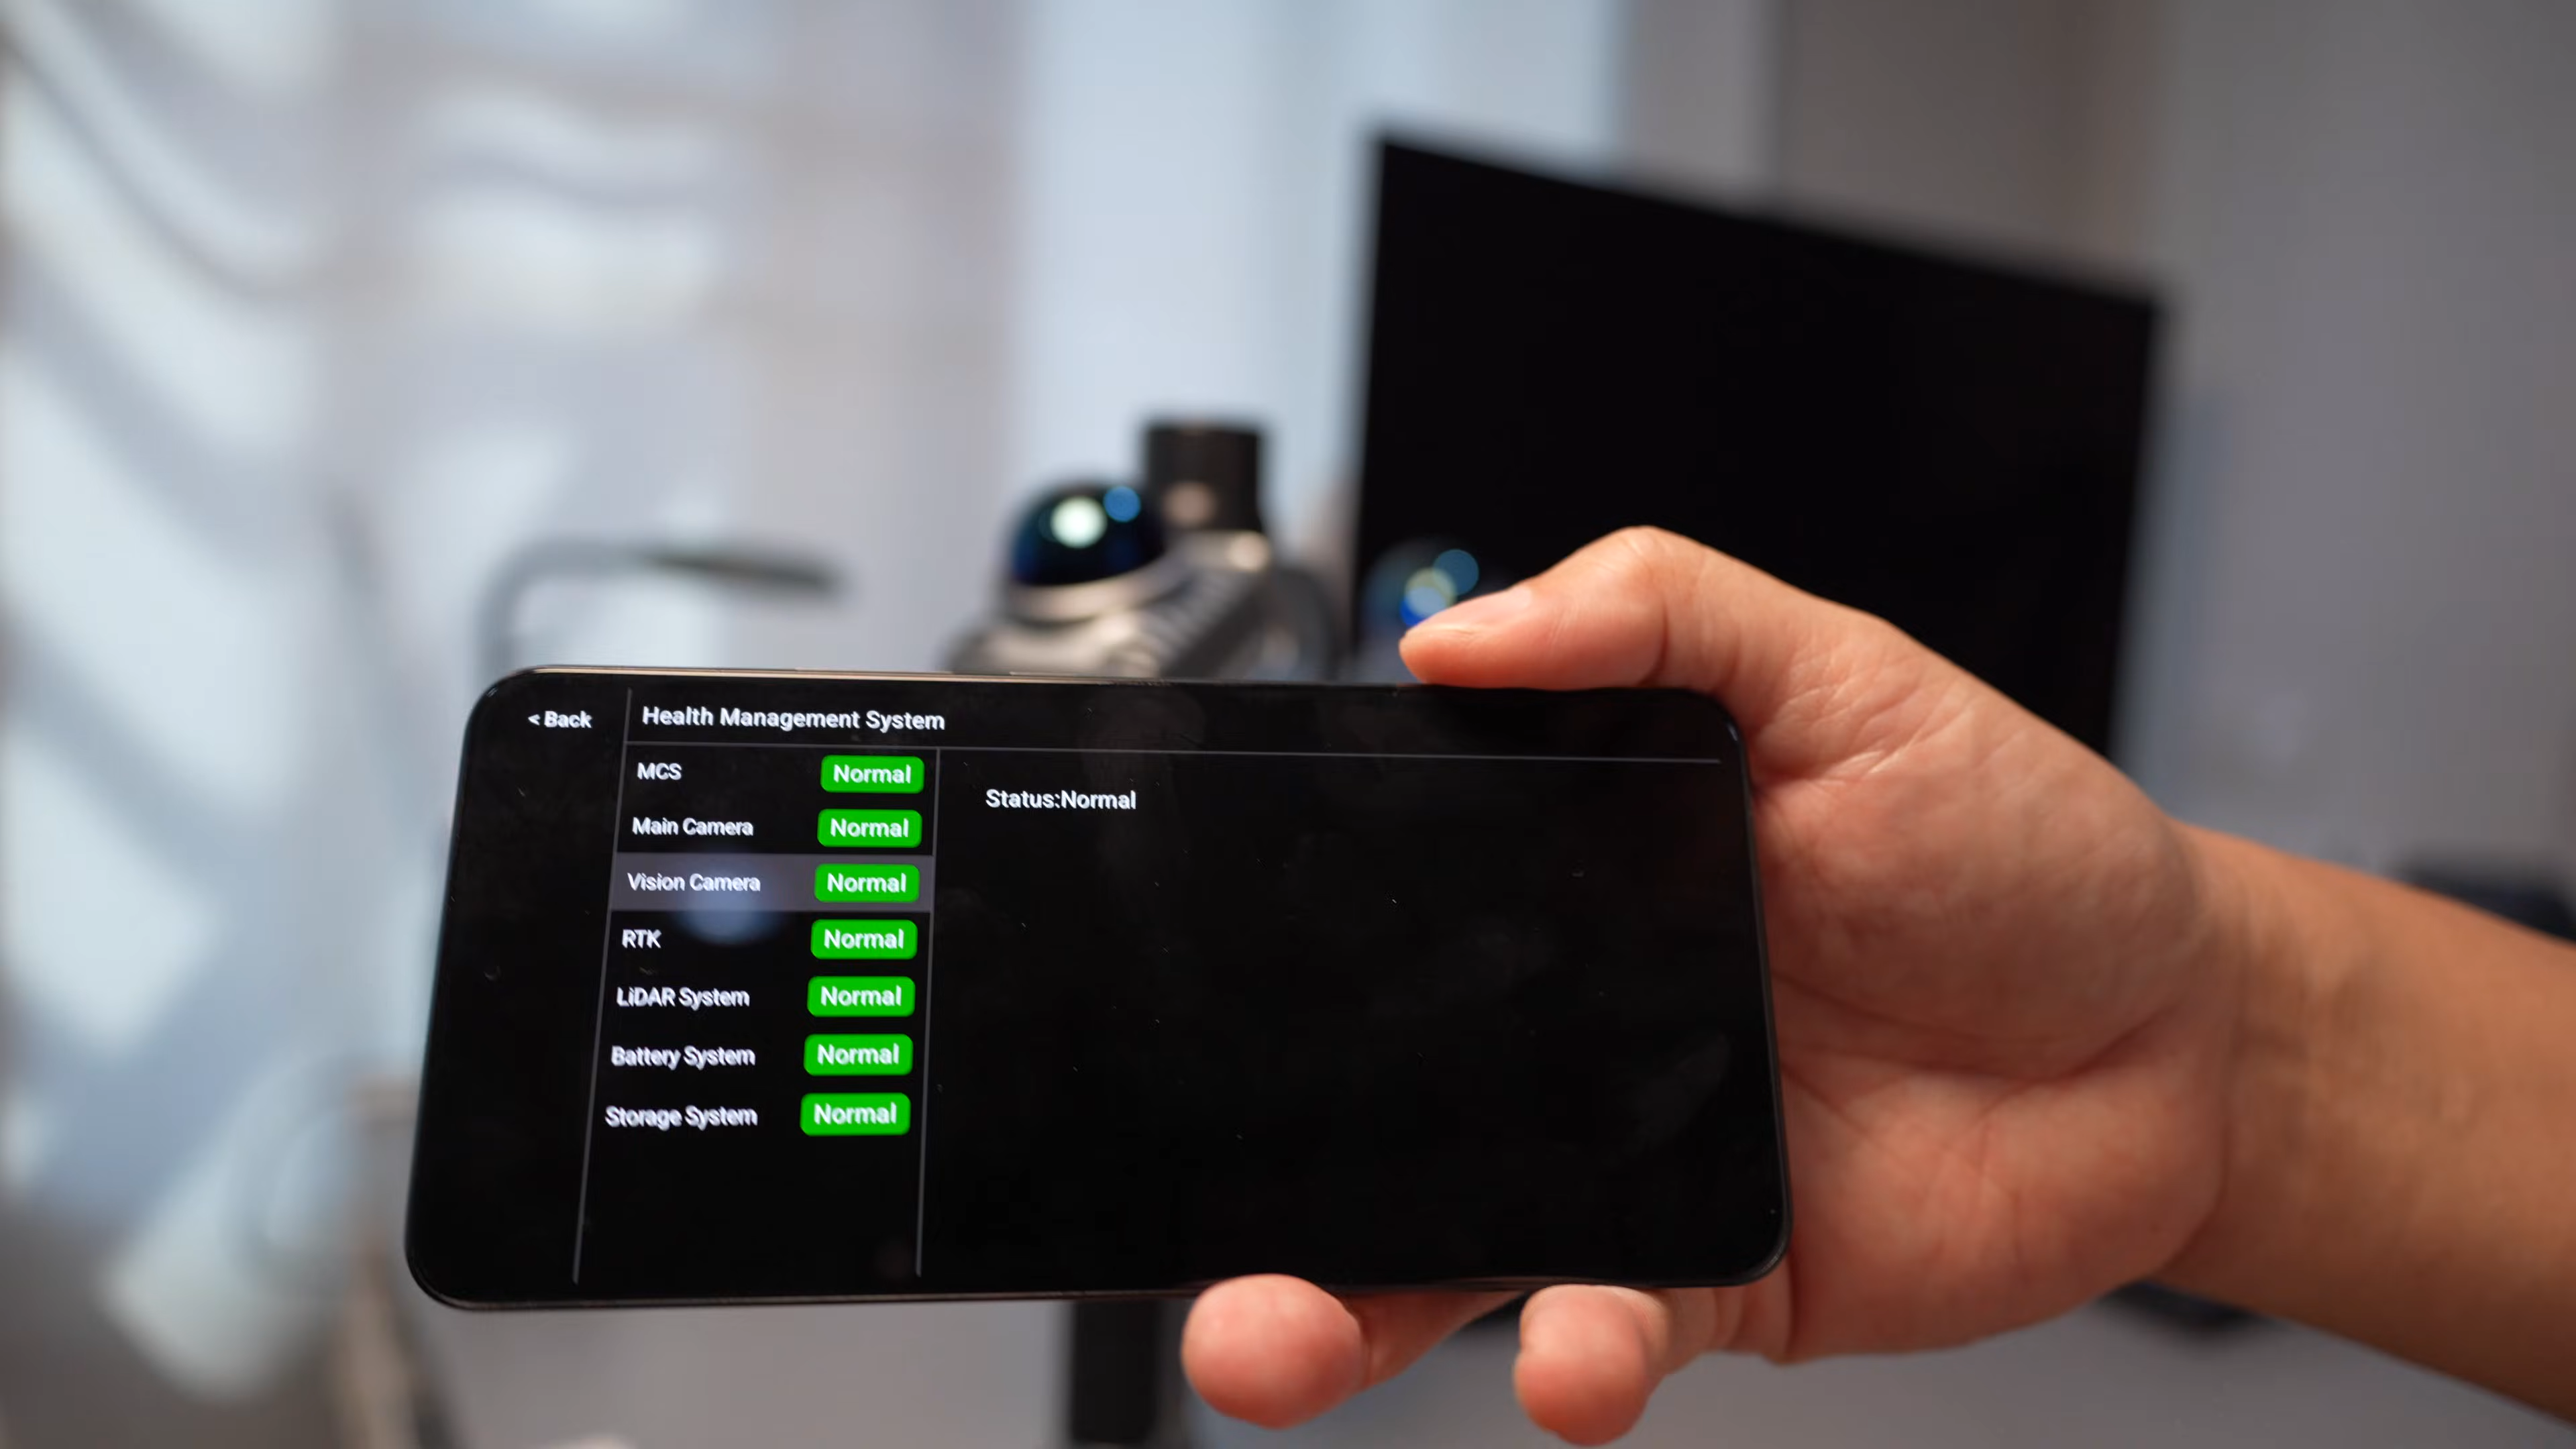 < Back
Health Management System
MCS Normal
Main Camera Normal
Vision Camera Normal
RTK Normal
LiDAR System Normal
Battery System Normal
Storage System Normal
Status:Normal